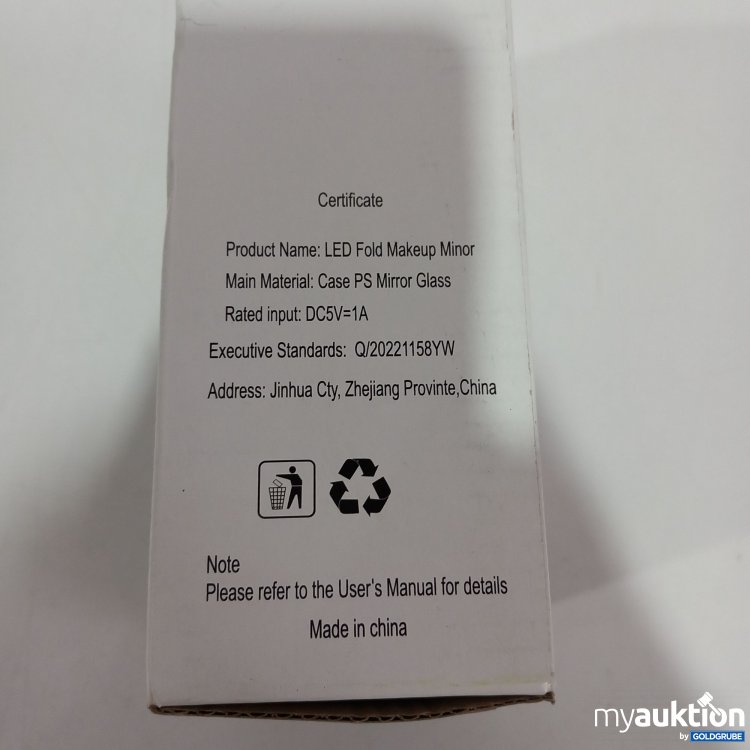 Certificate
Product Name: LED Fold Makeup Minor
Main Material: Case PS Mirror Glass
Rated input: DC5V=1A
Executive Standards: Q/20221158YW
Address: Jinhua Cty, Zhejiang Provinte,China
Note
Please refer to the User's Manual for details
Made in china
myauktion
by GOLDGRUBE